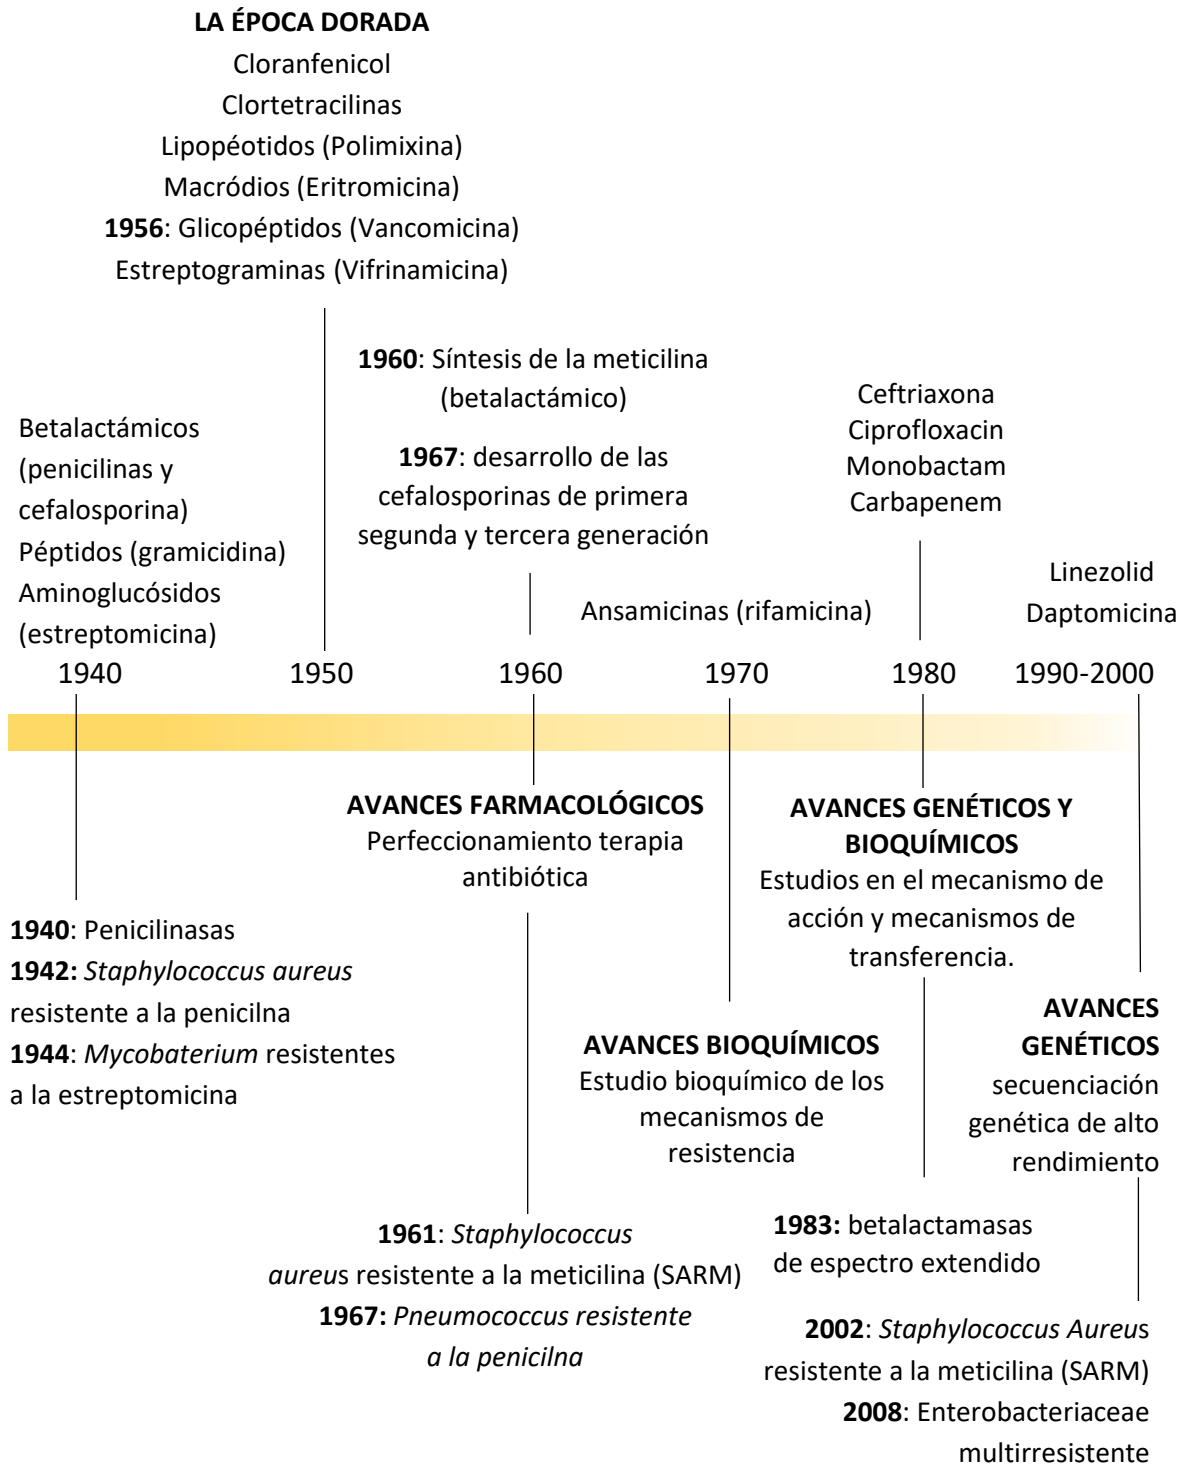 LA ÉPOCA DORADA
Cloranfenicol
Clortetracilinas
Lipopéotidos (Polimixina)
Macródios (Eritromicina)
1956: Glicopéptidos (Vancomicina)
Estreptograminas (Vifrinamicina)
1960: Síntesis de la meticilina
(betalactámico)
1967: desarrollo de las
cefalosporinas de primera
segunda y tercera generación
Ceftriaxona
Ciprofloxacin
Monobactam
Carbapenem
Betalactámicos
(penicilinas y
cefalosporina)
Péptidos (gramicidina)
Aminoglucósidos
(estreptomicina)
Ansamicinas (rifamicina)
Linezolid
Daptomicina
1940 1950 1960 1970 1980 1990-2000
AVANCES FARMACOLÓGICOS
Perfeccionamiento terapia
antibiótica
AVANCES GENÉTICOS Y
BIOQUÍMICOS
Estudios en el mecanismo de
acción y mecanismos de
transferencia.
1940: Penicilinasas
1942: Staphylococcus aureus
resistente a la penicilna
1944: Mycobaterium resistentes
a la estreptomicina
AVANCES BIOQUÍMICOS
Estudio bioquímico de los
mecanismos de
resistencia
AVANCES
GENÉTICOS
secuenciación
genética de alto
rendimiento
1961: Staphylococcus
aureus resistente a la meticilina (SARM)
1967: Pneumococcus resistente
a la penicilna
1983: betalactamasas
de espectro extendido
2002: Staphylococcus Aureus
resistente a la meticilina (SARM)
2008: Enterobacteriaceae
multirresistente